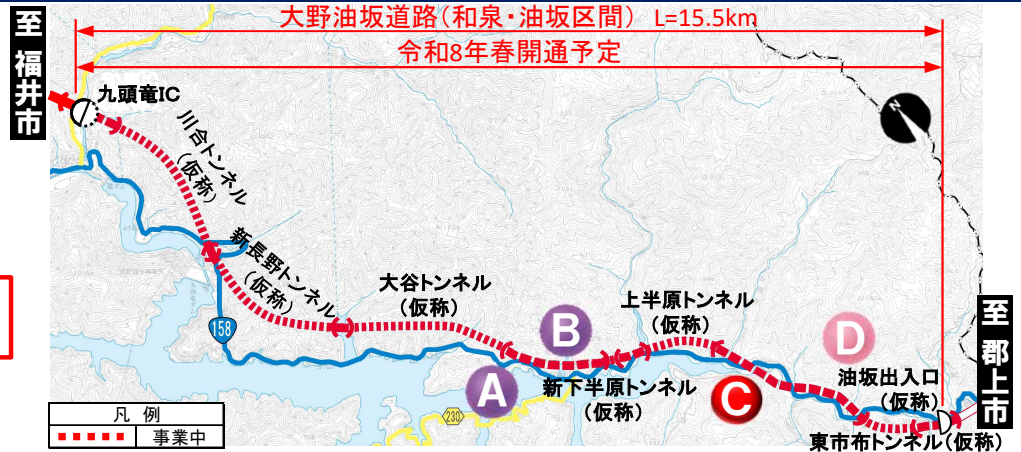 大野油坂道路(和泉・油坂区間) L=15.5km
令和8年春開通予定
至 福井市
九頭竜IC
N
川合トンネル
(仮称)
新長野トンネル
(仮称)
大谷トンネル
(仮称)
上半原トンネル
(仮称)
158
B
D
A
新下半原トンネル
(仮称)
C
油坂出入口
(仮称)
至 郡上市
230
東市布トンネル(仮称)
凡 例
事業中